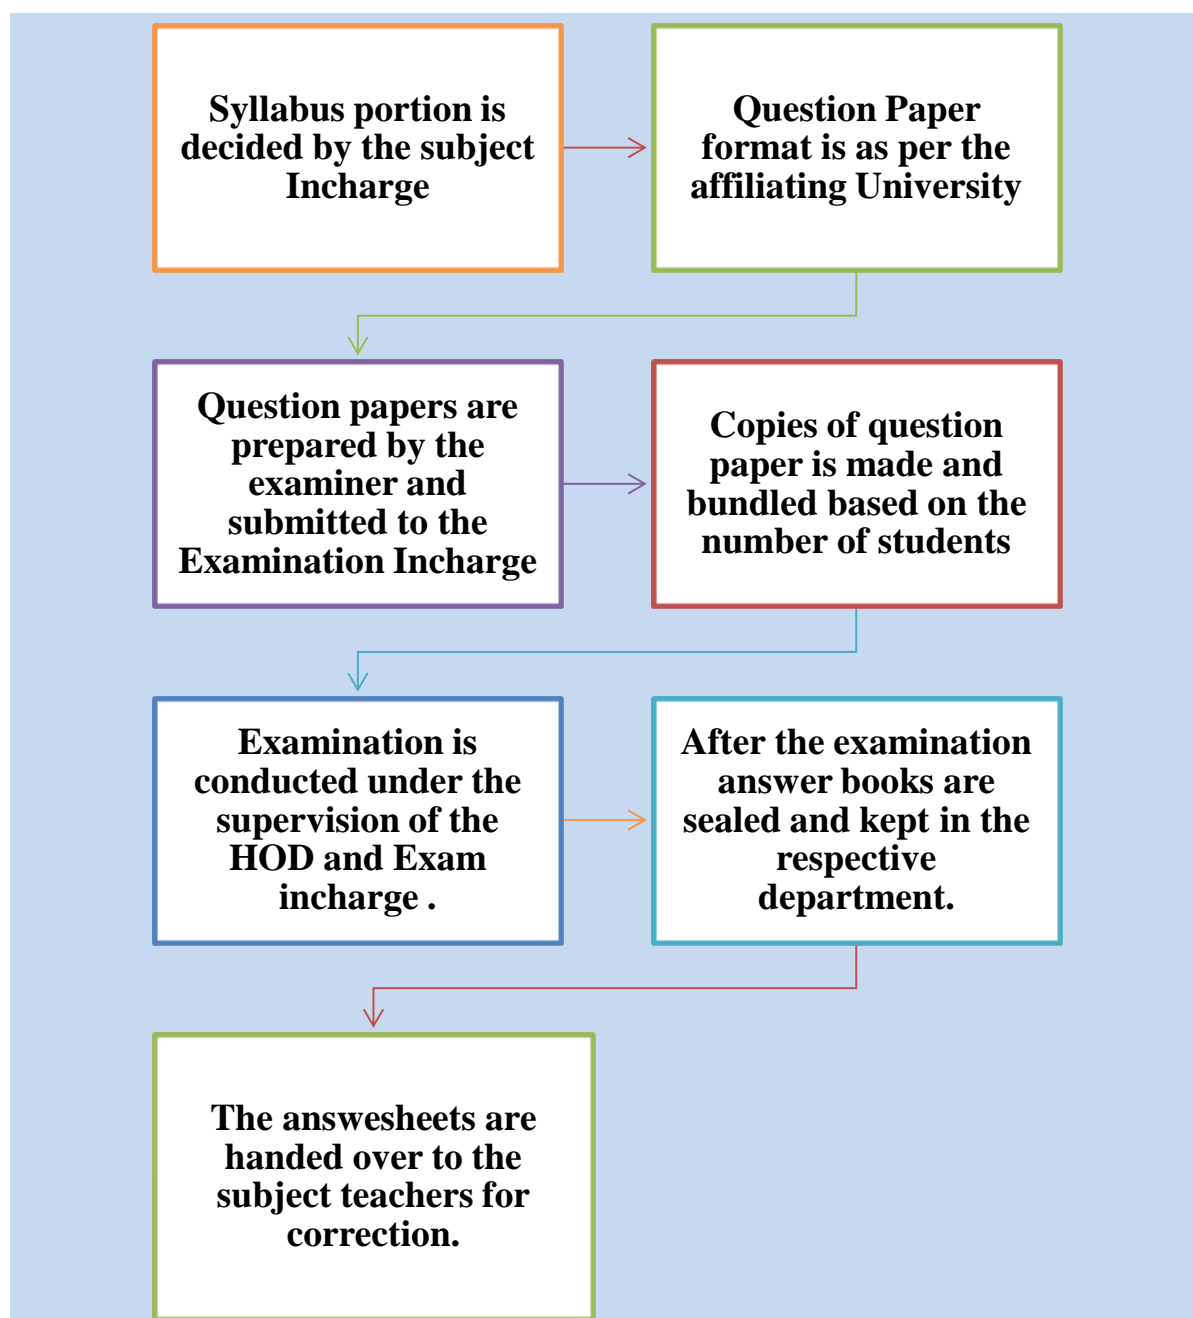 Syllabus portion is
decided by the subject
Incharge
Question Paper
format is as per the
affiliating University
Question papers are
prepared by the
examiner and
submitted to the
Examination Incharge
Copies of question
paper is made and
bundled based on the
number of students
Examination is
conducted under the
supervision of the
HOD and Exam
incharge .
After the examination
answer books are
sealed and kept in the
respective
department.
The answesheets are
handed over to the
subject teachers for
correction.